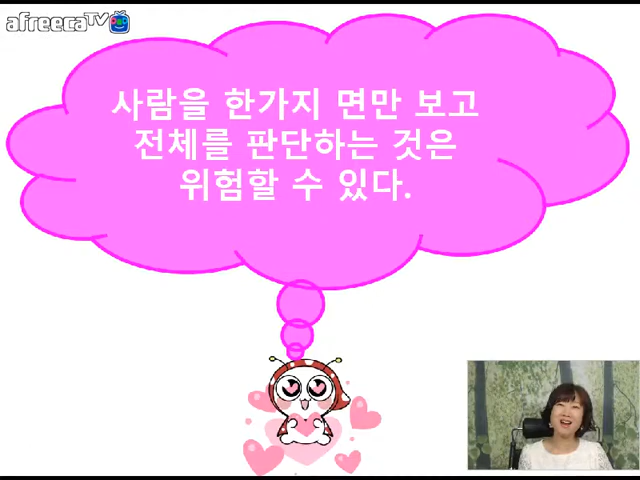 afreecaTV
사람을 한가지 면만 보고
전체를 판단하는 것은
위험할 수 있다.